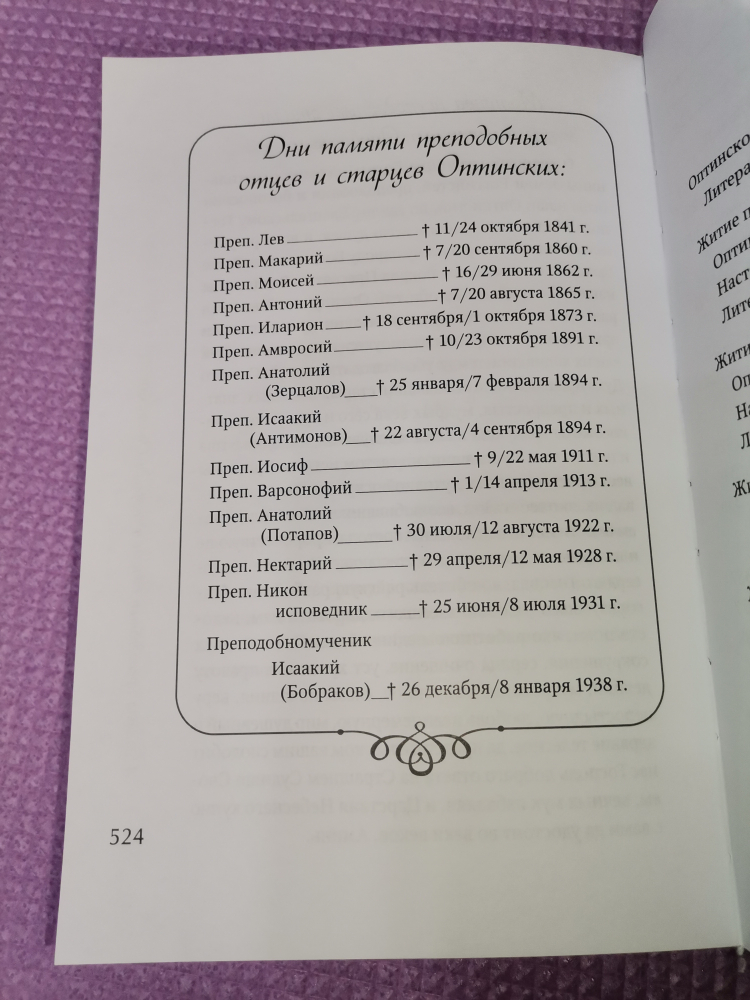 Дни памяти преподобных
отцев и старцев Оптинских:
Преп. Лев † 11/24 октября 1841 г.
Преп. Макарий † 7/20 сентября 1860 г.
Преп. Моисей † 16/29 июня 1862 г.
Преп. Антоний † 7/20 августа 1865 г.
Преп. Иларион † 18 сентября/1 октября 1873 г.
Преп. Амвросий † 10/23 октября 1891 г.
Преп. Анатолий
(Зерцалов) † 25 января/7 февраля 1894 г.
Преп. Исаакий
(Антимонов) † 22 августа/4 сентября 1894 г.
Преп. Иосиф † 9/22 мая 1911 г.
Преп. Варсонофий † 1/14 апреля 1913 г.
Преп. Анатолий
(Потапов) † 30 июля/12 августа 1922 г.
Преп. Нектарий † 29 апреля/12 мая 1928 г.
Преп. Никон
исповедник † 25 июня/8 июля 1931 г.
Преподобномученик
Исаакий
(Бобраков) † 26 декабря/8 января 1938 г.
524
Житие